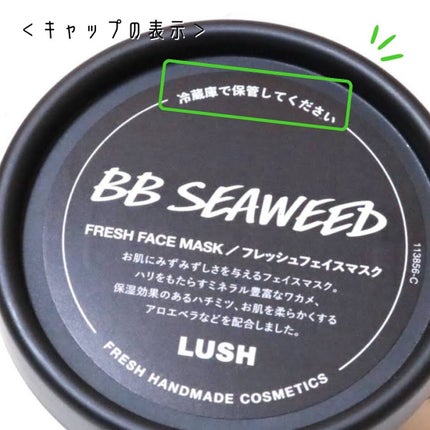 <キャップの表示>
冷蔵庫で保管してください
BB SEAWEED
FRESH FACE MASK／フレッシュフェイスマスク
お肌にみずみずしさを与えるフェイスマスク。
ハリをもたらすミネラル豊富なワカメ、
保湿効果のあるハチミツ、お肌を柔らかくする
アロエベラなどを配合しました。
LUSH
FRESH HANDMADE COSMETICS
113856-C